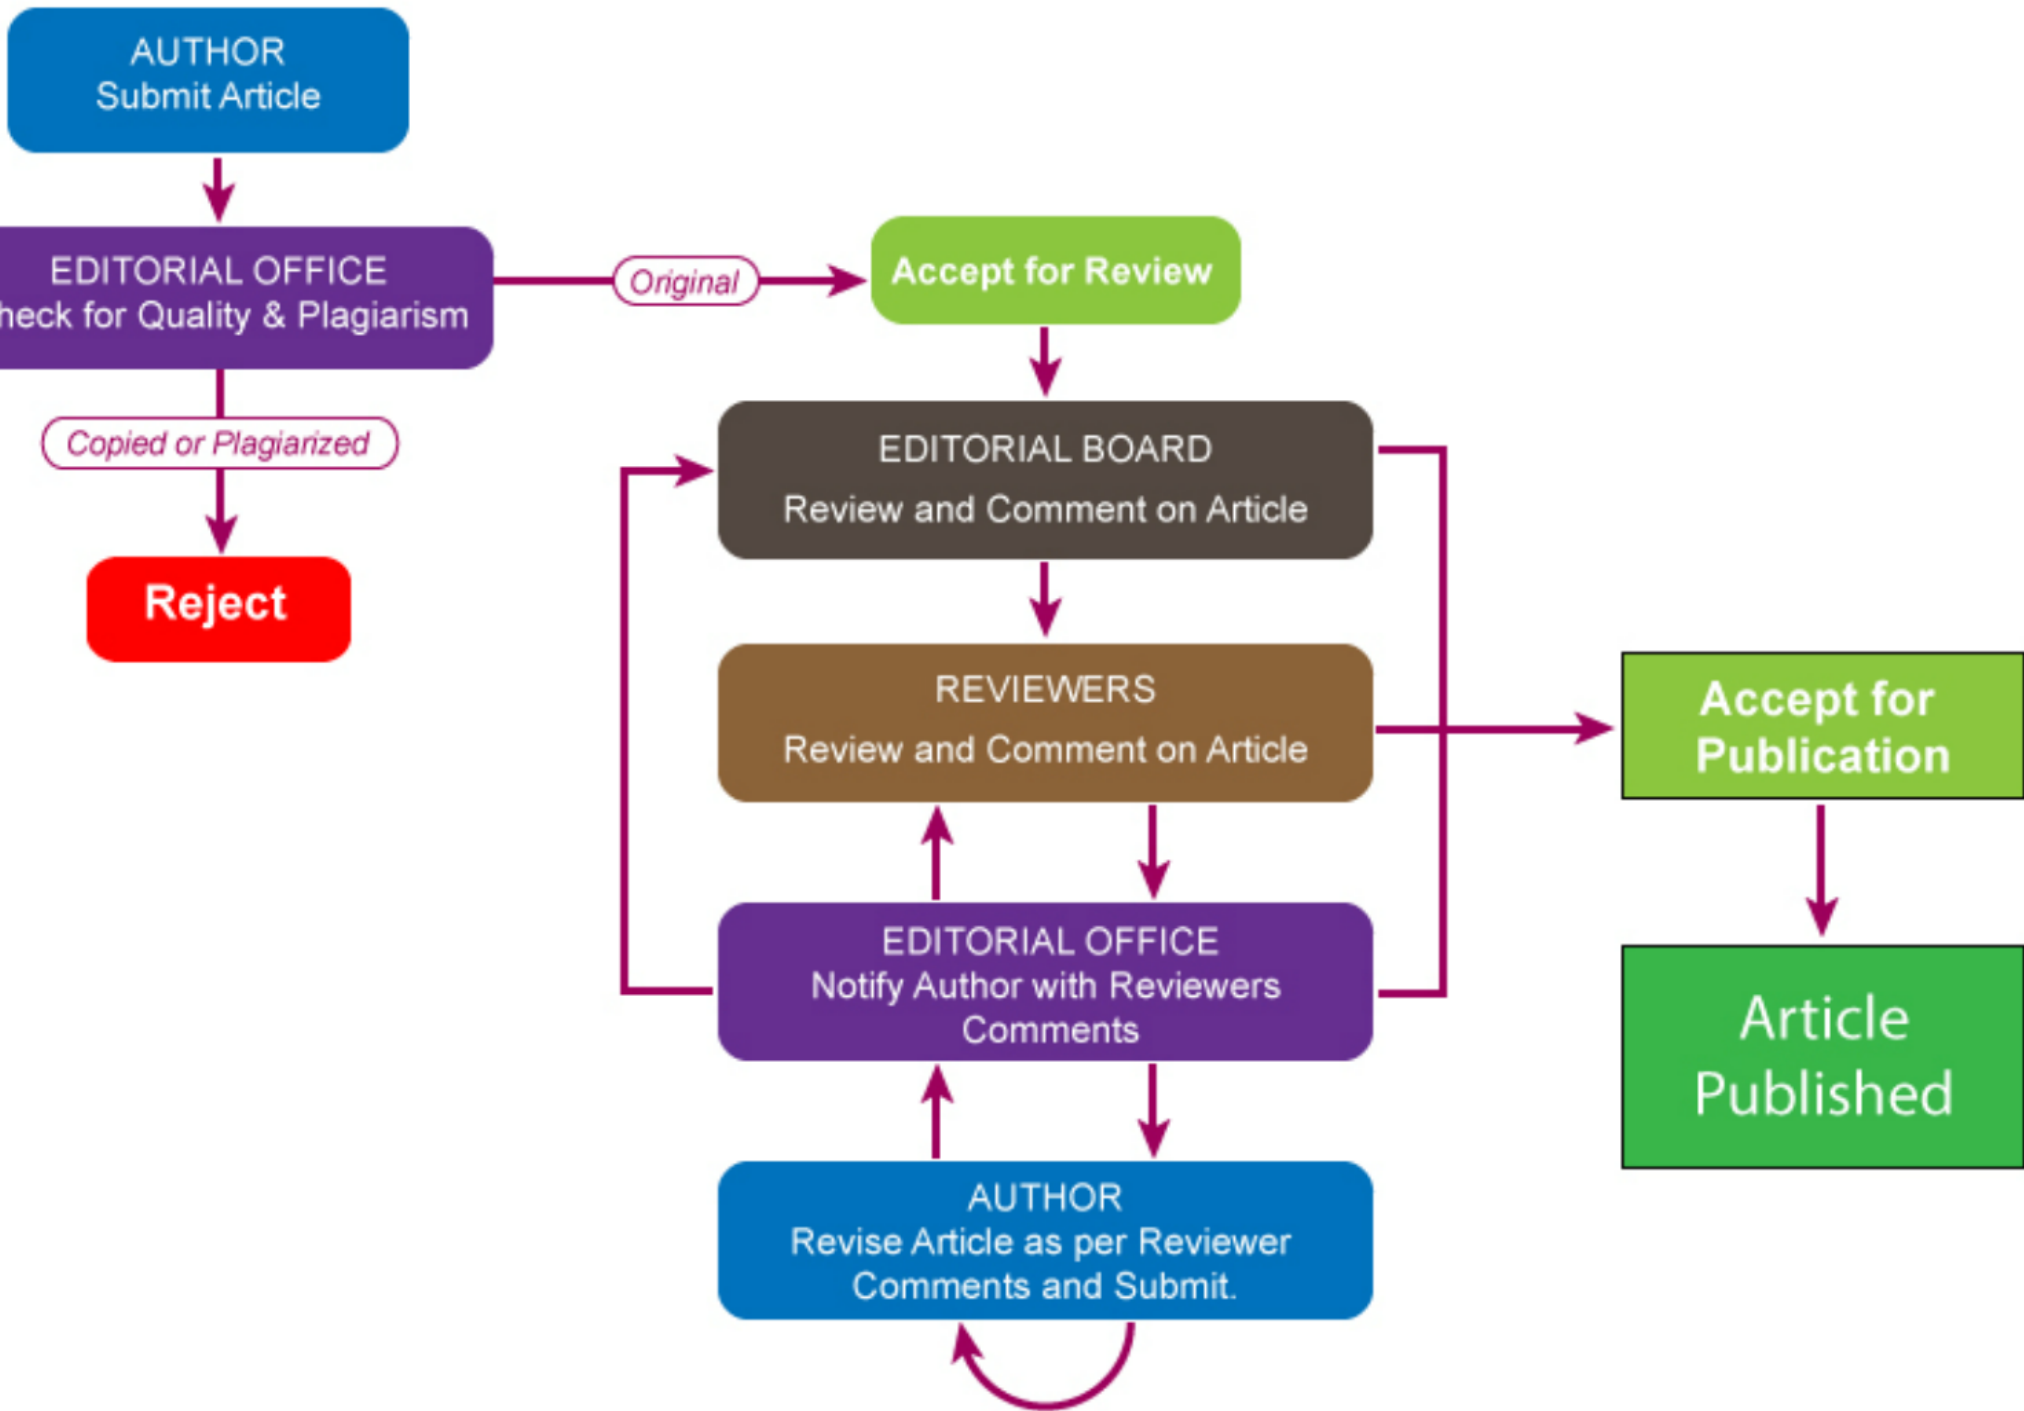 AUTHOR
Submit Article
EDITORIAL OFFICE
heck for Quality & Plagiarism
Original
Accept for Review
Copied or Plagiarized
Reject
EDITORIAL BOARD
Review and Comment on Article
REVIEWERS
Review and Comment on Article
EDITORIAL OFFICE
Notify Author with Reviewers
Comments
AUTHOR
Revise Article as per Reviewer
Comments and Submit.
Accept for
Publication
Article
Published